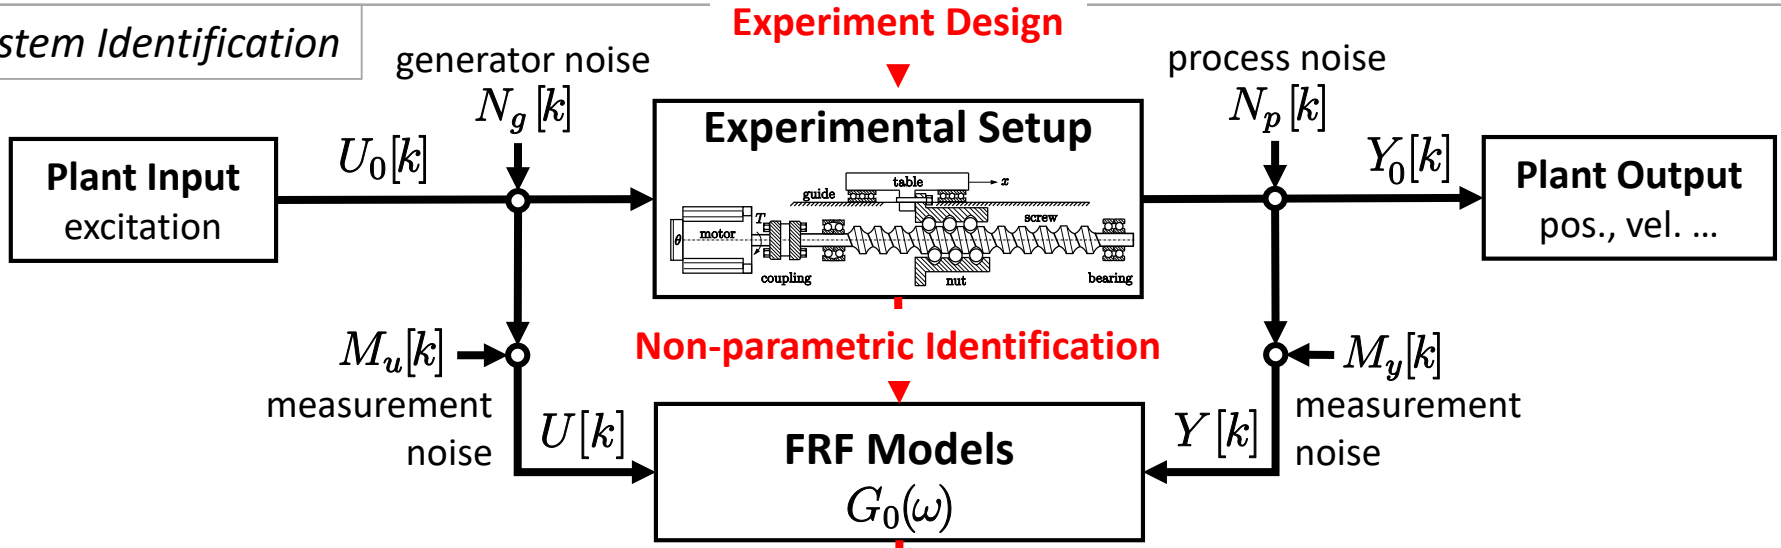 stem Identification
Experiment Design
generator noise
N_g[k]
process noise
N_p[k]
Plant Input
excitation
U_0[k]
Experimental Setup
table
x
guide
screw
T
θ
motor
coupling
nut
bearing
Y_0[k]
Plant Output
pos., vel. ...
M_u[k]
measurement
noise
Non-parametric Identification
M_y[k]
measurement
noise
U[k]
FRF Models
G_0(ω)
Y[k]